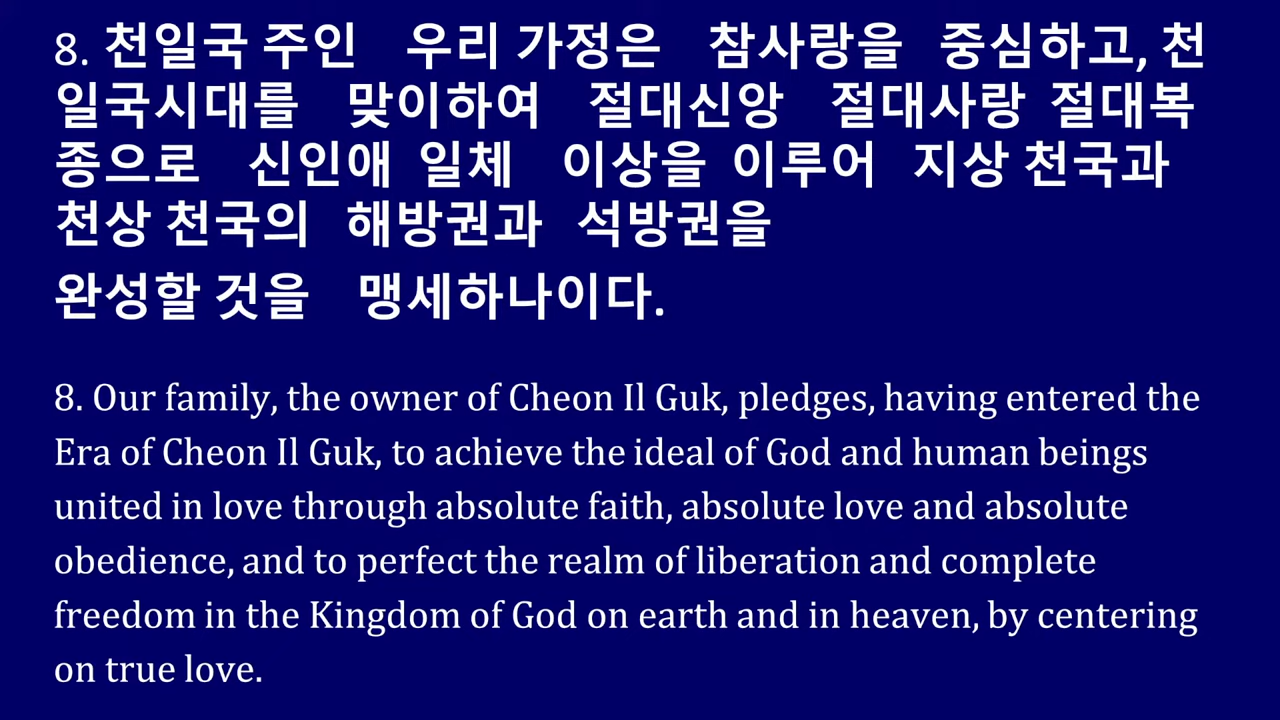 8. 천일국 주인 우리 가정은 참사랑을 중심하고, 천
일국시대를 맞이하여 절대신앙 절대사랑 절대복
종으로 신인애 일체 이상을 이루어 지상 천국과
천상 천국의 해방권과 석방권을
완성할 것을 맹세하나이다.
8. Our family, the owner of Cheon Il Guk, pledges, having entered the
Era of Cheon Il Guk, to achieve the ideal of God and human beings
united in love through absolute faith, absolute love and absolute
obedience, and to perfect the realm of liberation and complete
freedom in the Kingdom of God on earth and in heaven, by centering
on true love.